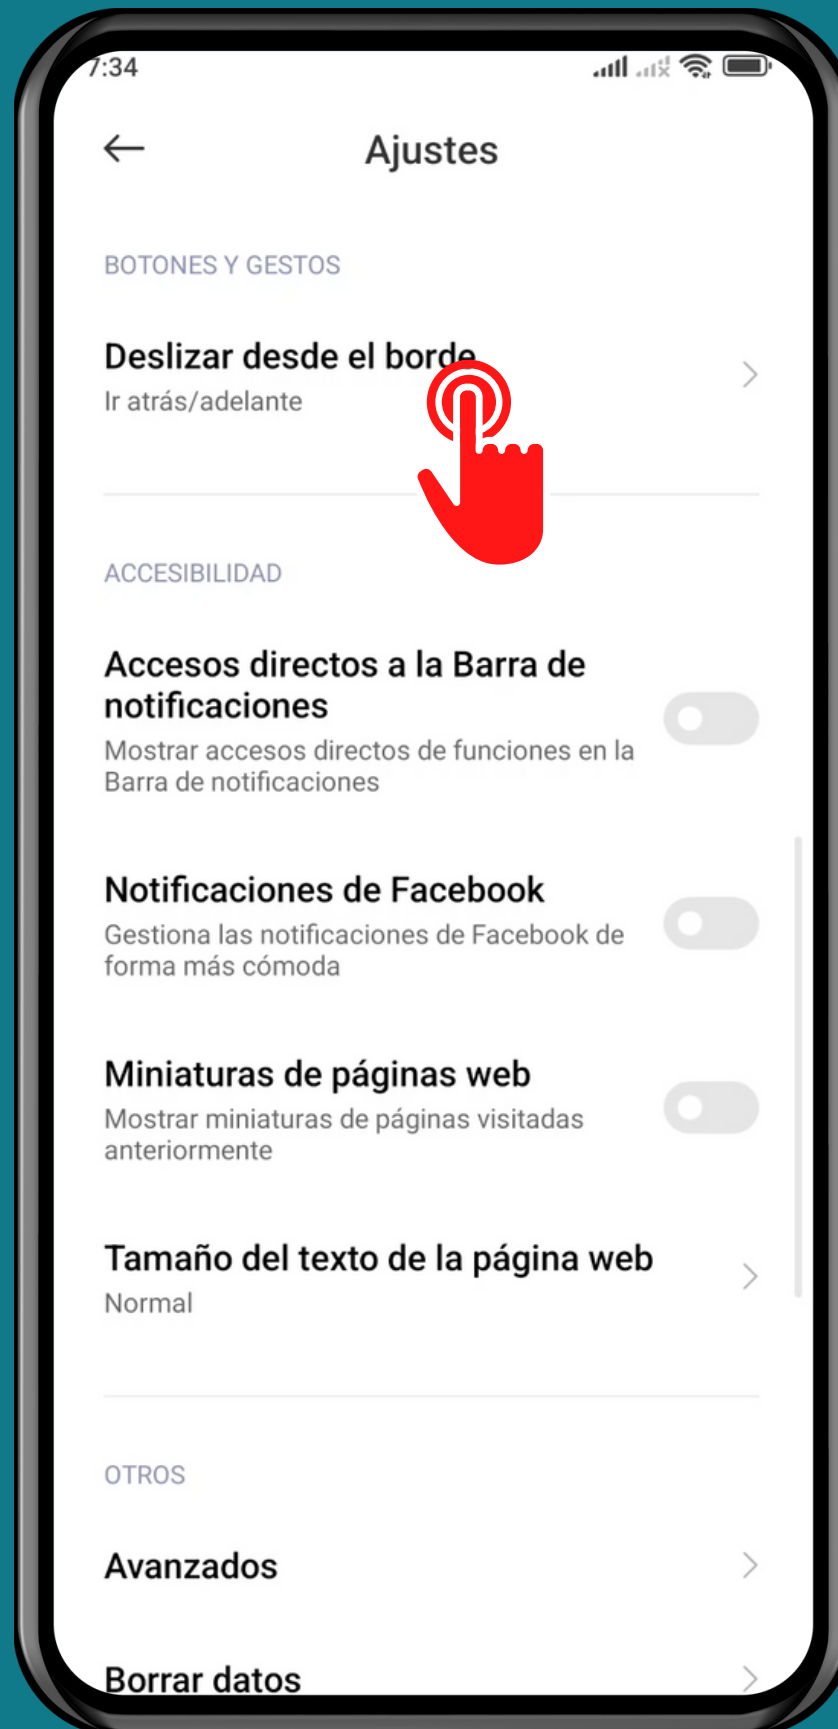 7:34
Ajustes
BOTONES Y GESTOS
Deslizar desde el borde
Ir atrás/adelante
ACCESIBILIDAD
Accesos directos a la Barra de
notificaciones
Mostrar accesos directos de funciones en la
Barra de notificaciones
Notificaciones de Facebook
Gestiona las notificaciones de Facebook de
forma más cómoda
Miniaturas de páginas web
Mostrar miniaturas de páginas visitadas
anteriormente
Tamaño del texto de la página web
Normal
OTROS
Avanzados
Borrar datos